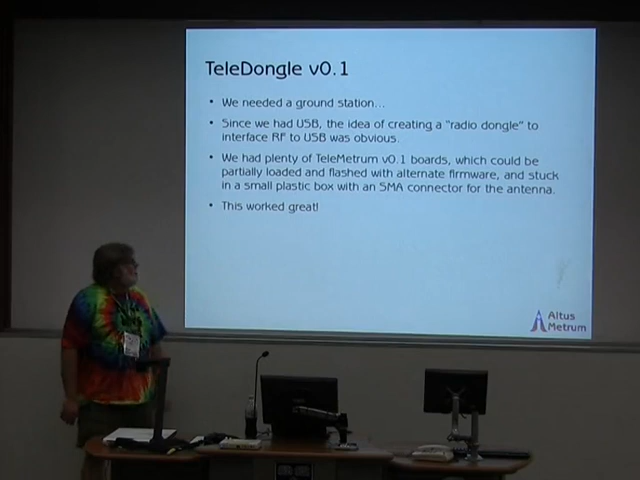 TeleDongle v0.1
• We needed a ground station...
• Since we had USB, the idea of creating a "radio dongle" to
interface RF to USB was obvious.
• We had plenty of TeleMetrum v0.1 boards, which could be
partially loaded and flashed with alternate firmware, and stuck
in a small plastic box with an SMA connector for the antenna.
• This worked great!
Altus
Metrum